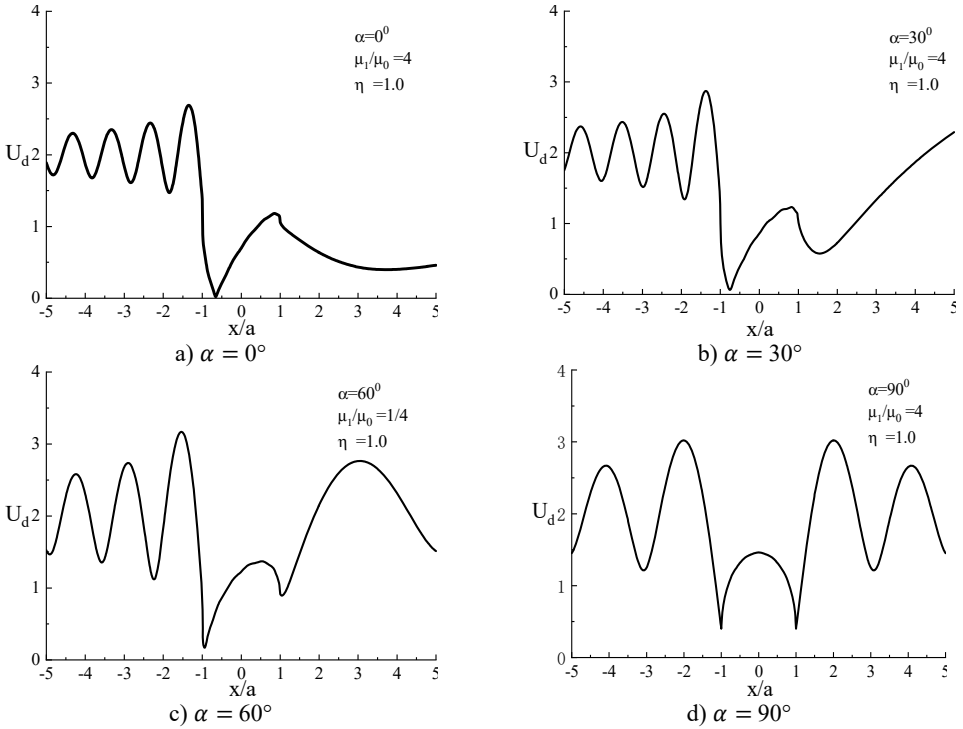 4
3
U_d 2
1
0
-5 -4 -3 -2 -1 0 1 2 3 4 5
x/a
α=0⁰
μ₁/μ₀ =4
η =1.0
a) α = 0°
4
3
U_d 2
1
0
-5 -4 -3 -2 -1 0 1 2 3 4 5
x/a
α=30⁰
μ₁/μ₀ =4
η =1.0
b) α = 30°
4
3
U_d 2
1
0
-5 -4 -3 -2 -1 0 1 2 3 4 5
x/a
α=60⁰
μ₁/μ₀ =1/4
η =1.0
c) α = 60°
4
3
U_d 2
1
0
-5 -4 -3 -2 -1 0 1 2 3 4 5
x/a
α=90⁰
μ₁/μ₀ =4
η =1.0
d) α = 90°